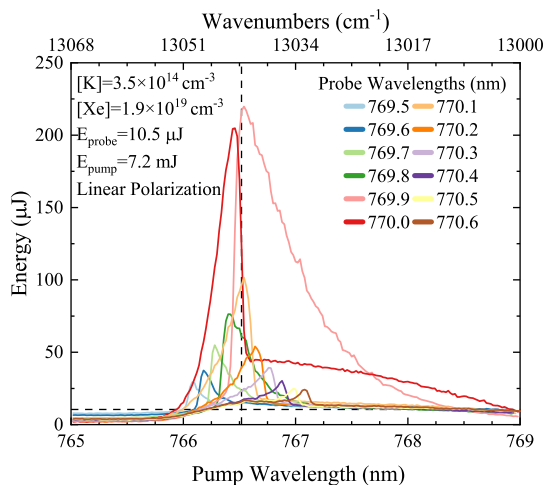 Wavenumbers (cm⁻¹)
13068 13051 13034 13017 13000
250
200
150
100
50
0
Energy (μJ)
[K]=3.5×10¹⁴ cm⁻³
[Xe]=1.9×10¹⁹ cm⁻³
E_probe=10.5 μJ
E_pump=7.2 mJ
Linear Polarization
Probe Wavelengths (nm)
769.5 770.1
769.6 770.2
769.7 770.3
769.8 770.4
769.9 770.5
770.0 770.6
765 766 767 768 769
Pump Wavelength (nm)